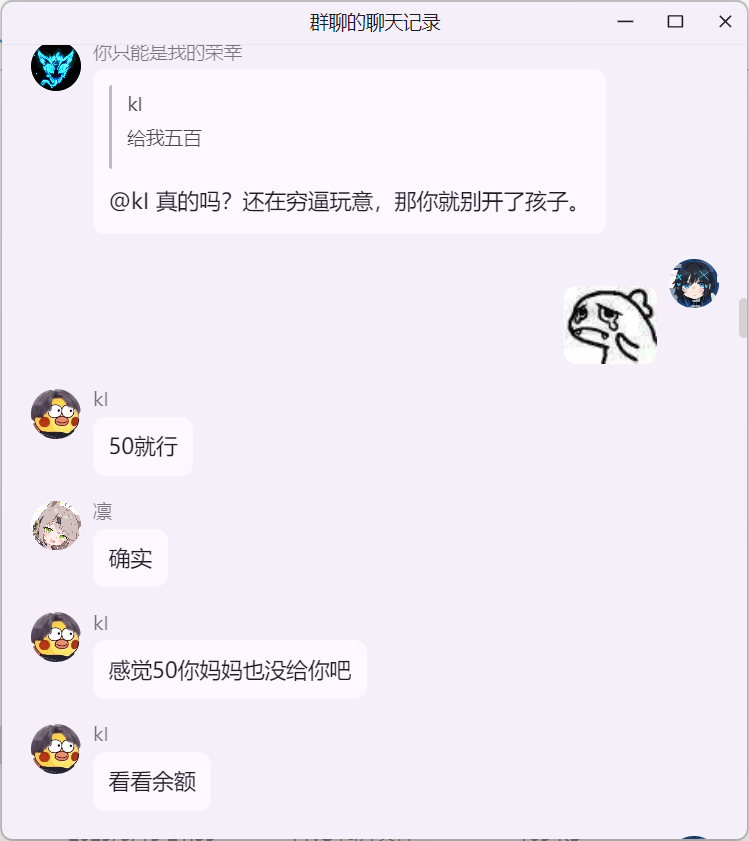 群聊的聊天记录
你只能是我的荣幸
kl
给我五百
@kl 真的吗？还在穷逼玩意，那你就别开了孩子。
kl
50就行
凛
确实
kl
感觉50你妈妈也没给你吧
kl
看看余额